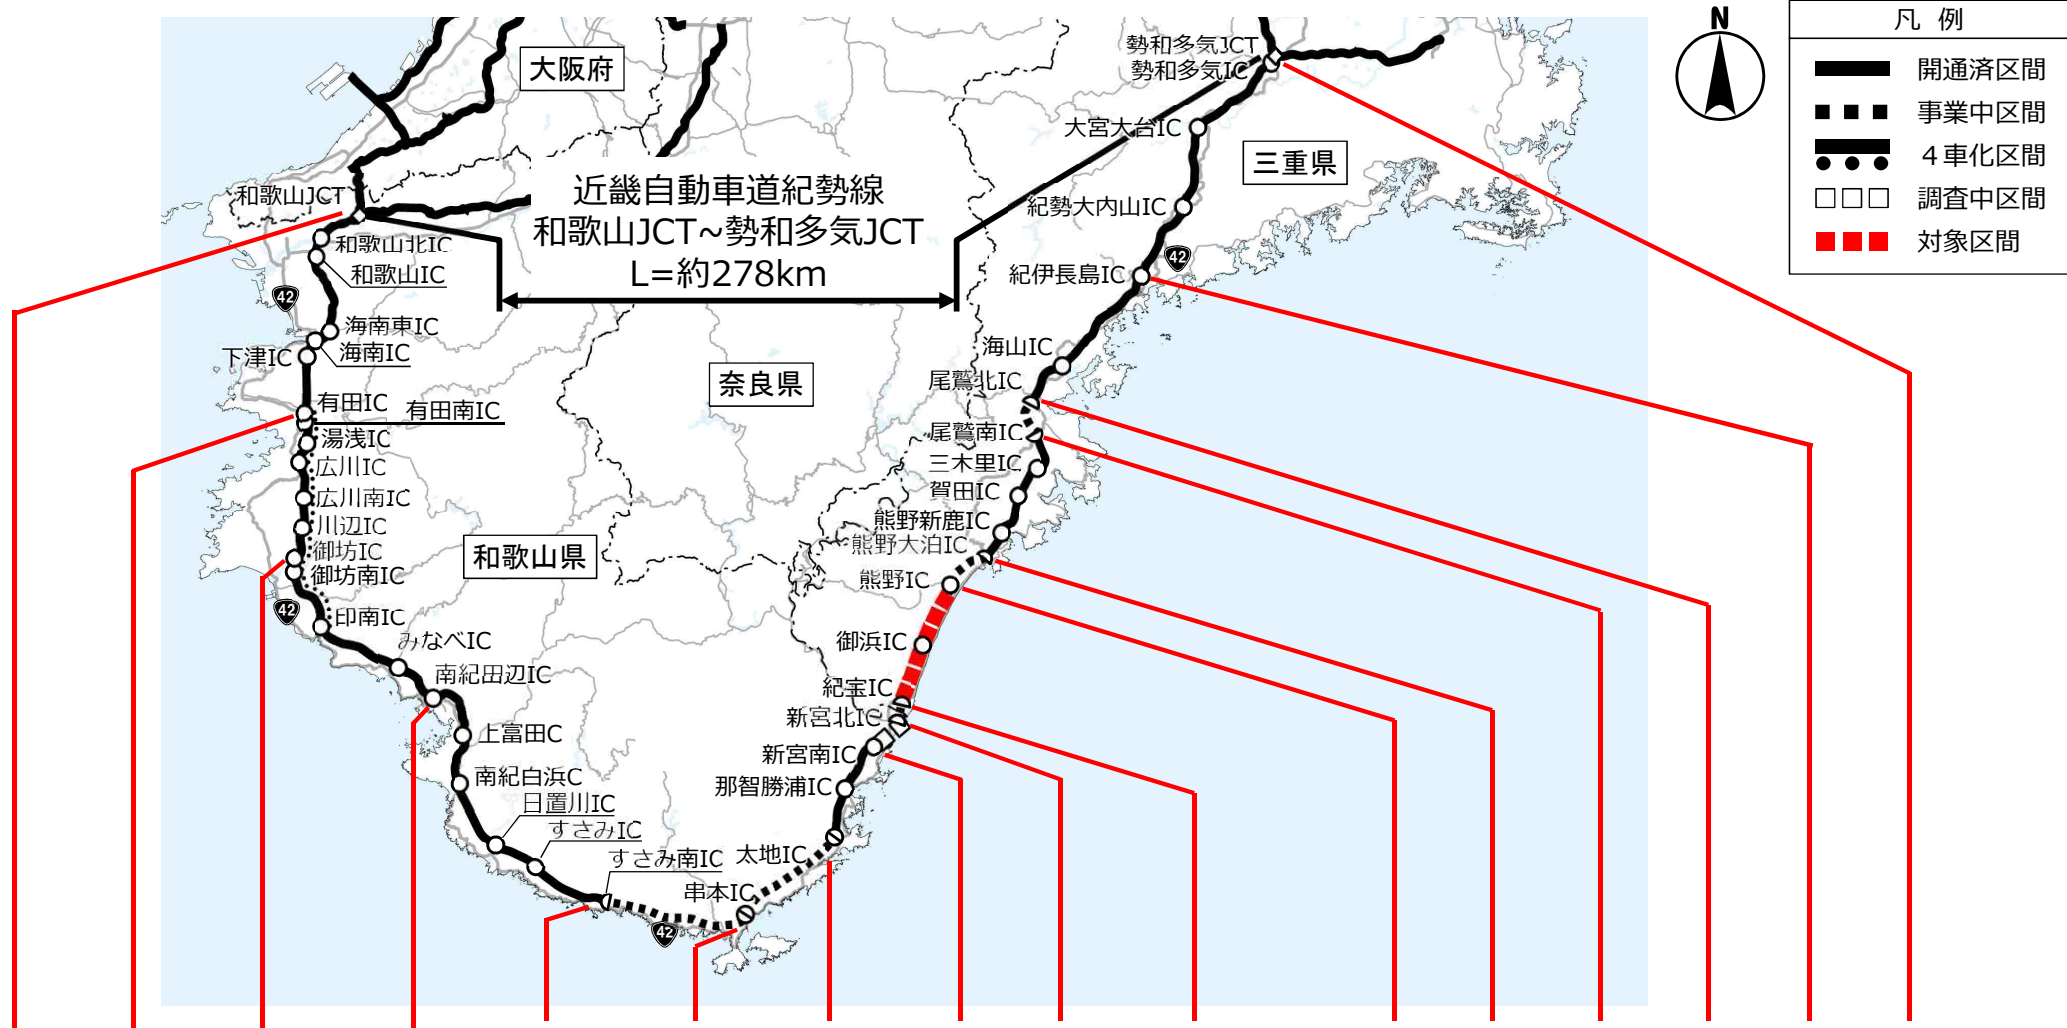 N
凡 例
開通済区間
事業中区間
４車化区間
調査中区間
対象区間
大阪府
勢和多気JCT
勢和多気IC
大宮大台IC
三重県
和歌山JCT
近畿自動車道紀勢線
和歌山JCT~勢和多気JCT
L=約278km
紀勢大内山IC
42
和歌山北IC
和歌山IC
紀伊長島IC
42
海南東IC
海南IC
下津IC
海山IC
奈良県
尾鷲北IC
有田IC
有田南IC
湯浅IC
尾鷲南IC
広川IC
三木里IC
広川南IC
賀田IC
川辺IC
熊野新鹿IC
御坊IC
和歌山県
熊野大泊IC
御坊南IC
熊野IC
42
印南IC
みなべIC
御浜IC
南紀田辺IC
紀宝IC
新宮北IC
上富田C
新宮南IC
南紀白浜C
那智勝浦IC
日置川IC
すさみIC
すさみ南IC
太地IC
串本IC
42